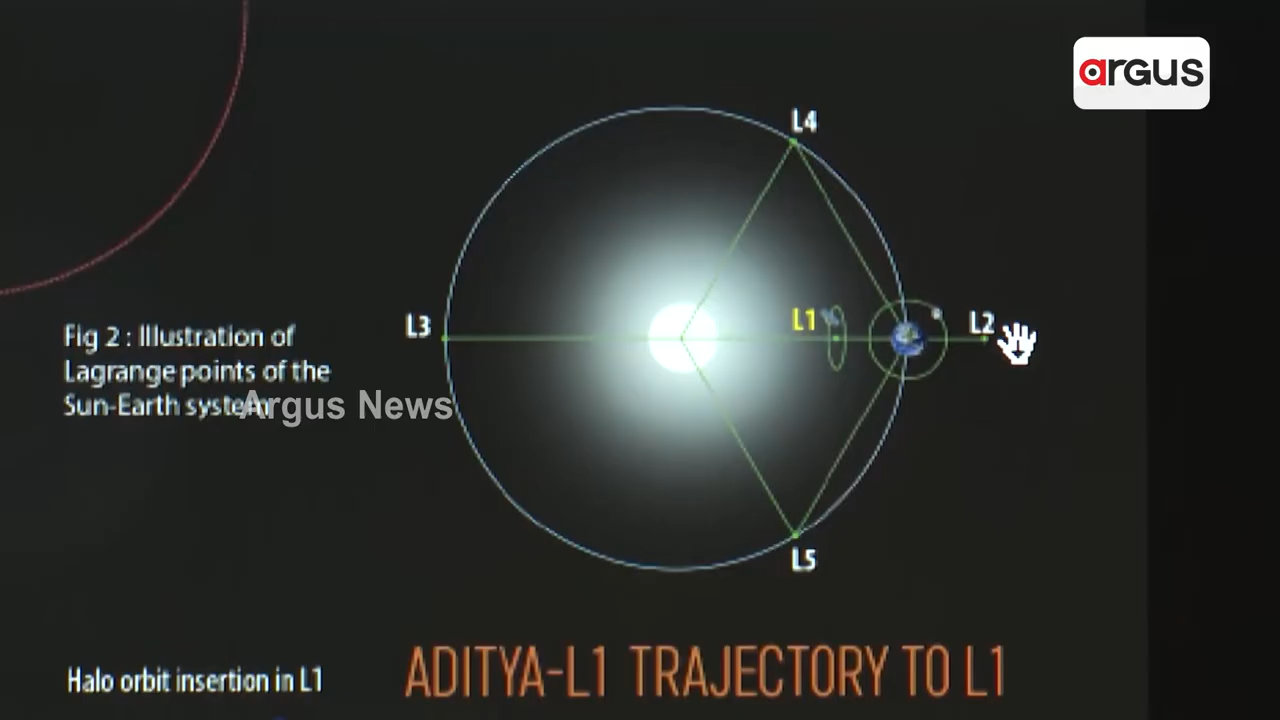 argus
L4
L3
L1
L2
Fig 2 : Illustration of
Lagrange points of the
Sun-Earth system
Argus News
L5
Halo orbit insertion in L1
ADITYA-L1 TRAJECTORY TO L1